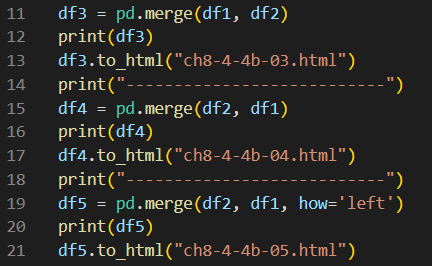 11 df3 = pd.merge(df1, df2)
12 print(df3)
13 df3.to_html("ch8-4-4b-03.html")
14 print("---------------------------")
15 df4 = pd.merge(df2, df1)
16 print(df4)
17 df4.to_html("ch8-4-4b-04.html")
18 print("---------------------------")
19 df5 = pd.merge(df2, df1, how='left')
20 print(df5)
21 df5.to_html("ch8-4-4b-05.html")